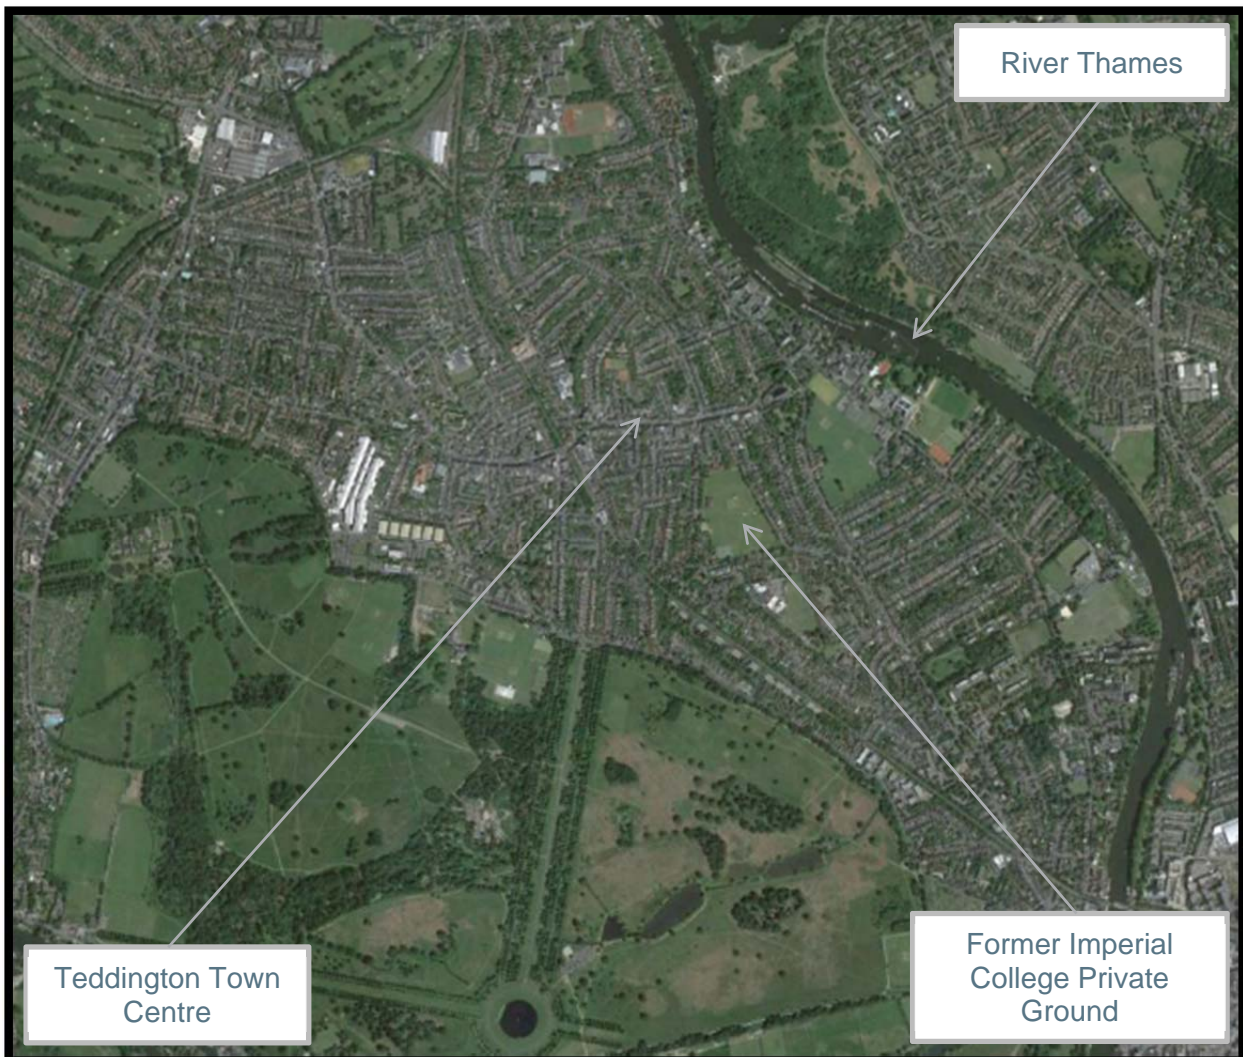 River Thames
Teddington Town
Centre
Former Imperial
College Private
Ground